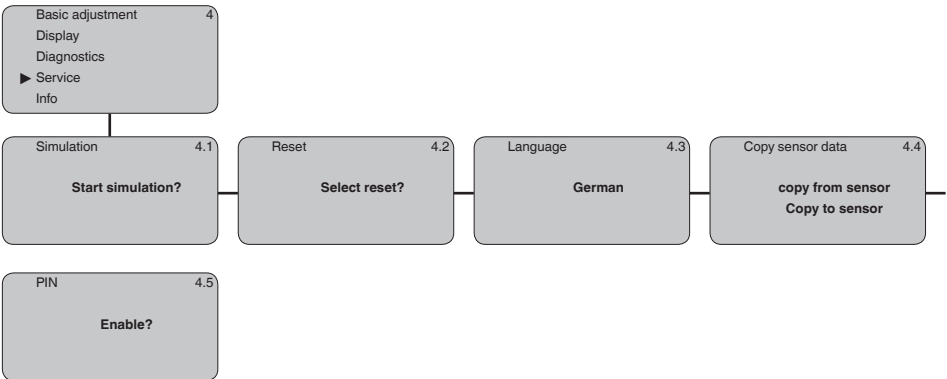 Basic adjustment 4
Display
Diagnostics
▶ Service
Info
Simulation 4.1
Start simulation?
Reset 4.2
Select reset?
Language 4.3
German
Copy sensor data 4.4
copy from sensor
Copy to sensor
PIN 4.5
Enable?